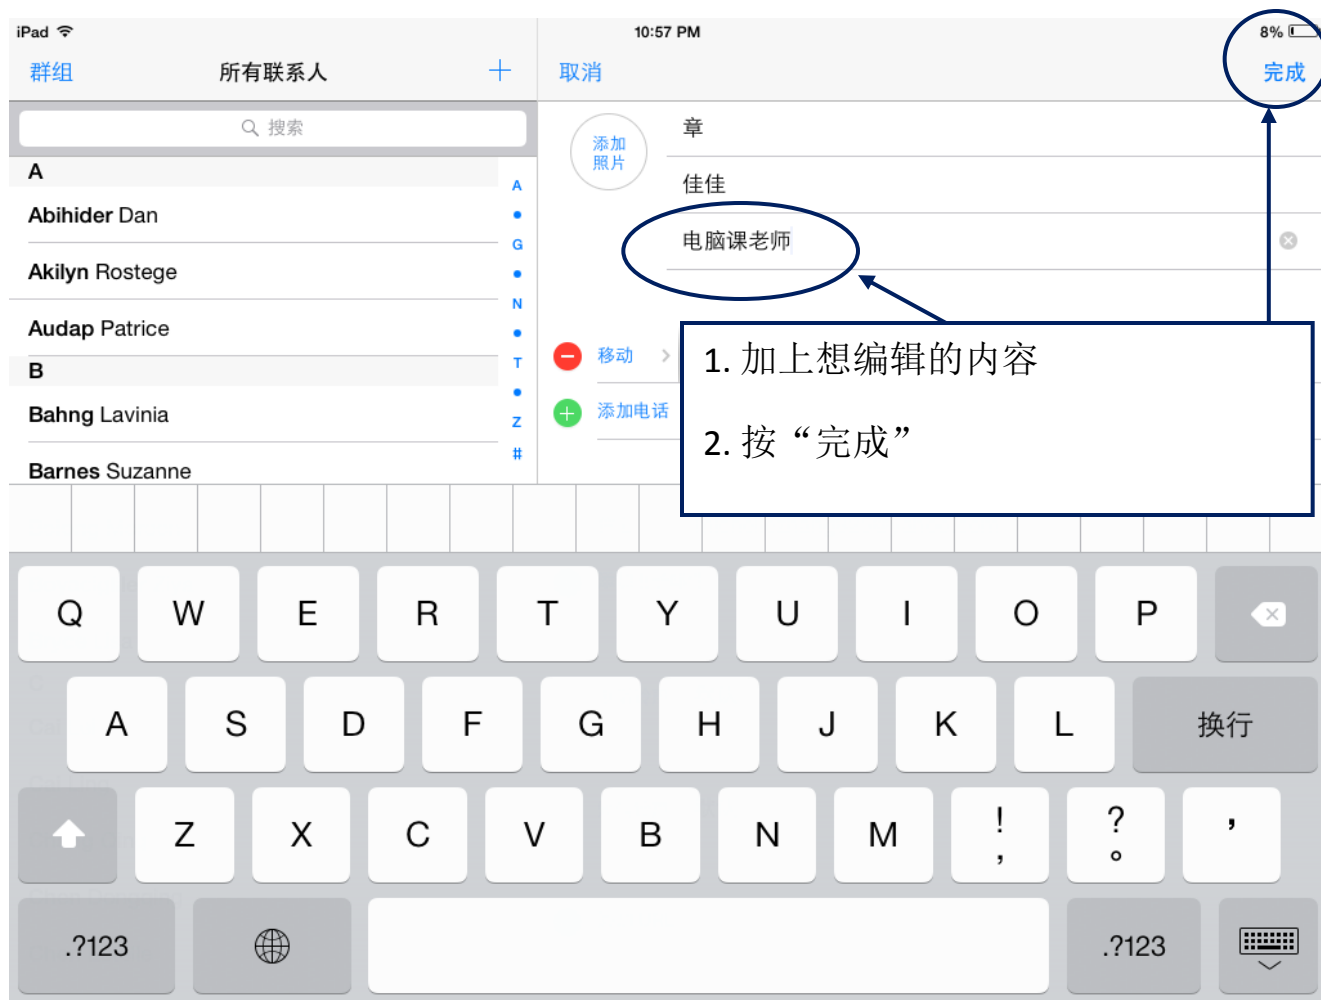 iPad
10:57 PM
8%
群组
所有联系人
取消
完成
搜索
A
Abihider Dan
Akilyn Rostege
Audap Patrice
B
Bahng Lavinia
Barnes Suzanne
A
G
N
T
Z
#
添加
照片
章
佳佳
电脑课老师
移动
添加电话
1. 加上想编辑的内容
2. 按“完成”
Q W E R T Y U I O P
A S D F G H J K L 换行
Z X C V B N M ! , ? 。 ,
.?123 .?123